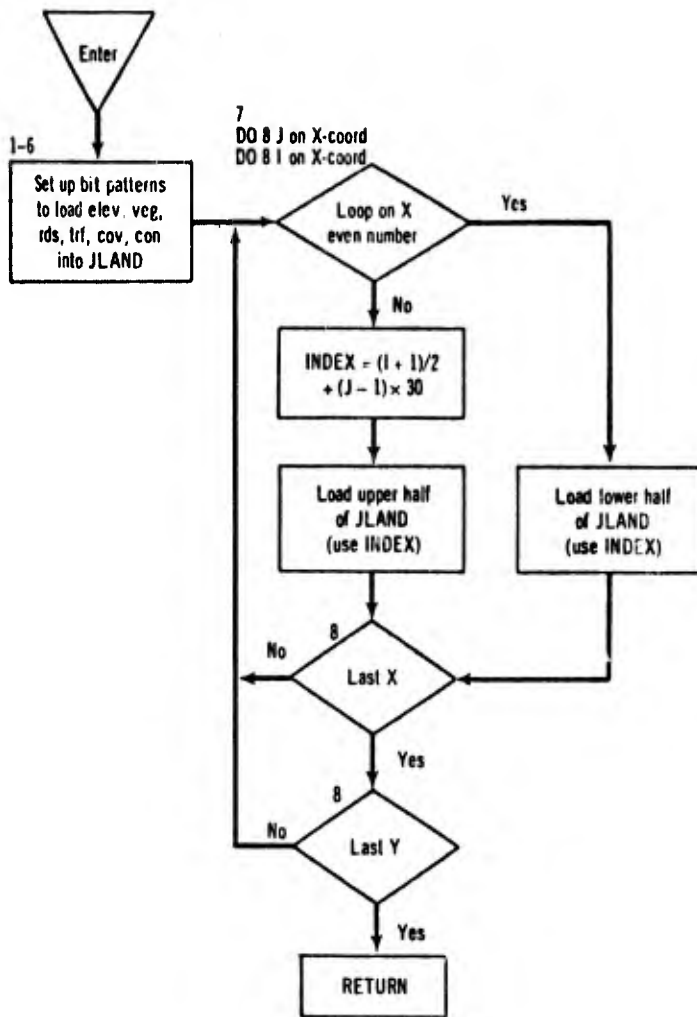 Enter
1-6
Set up bit patterns
to load elev, veg,
rds, trf, cov, con
into JLAND
7
DO 8 J on X-coord
DO 8 I on X-coord
Loop on X
even number
Yes
No
INDEX = (I + 1)/2
+ (J - 1) × 30
Load upper half
of JLAND
(use INDEX)
Load lower half
of JLAND
(use INDEX)
8
No
Last X
Yes
8
No
Last Y
Yes
RETURN